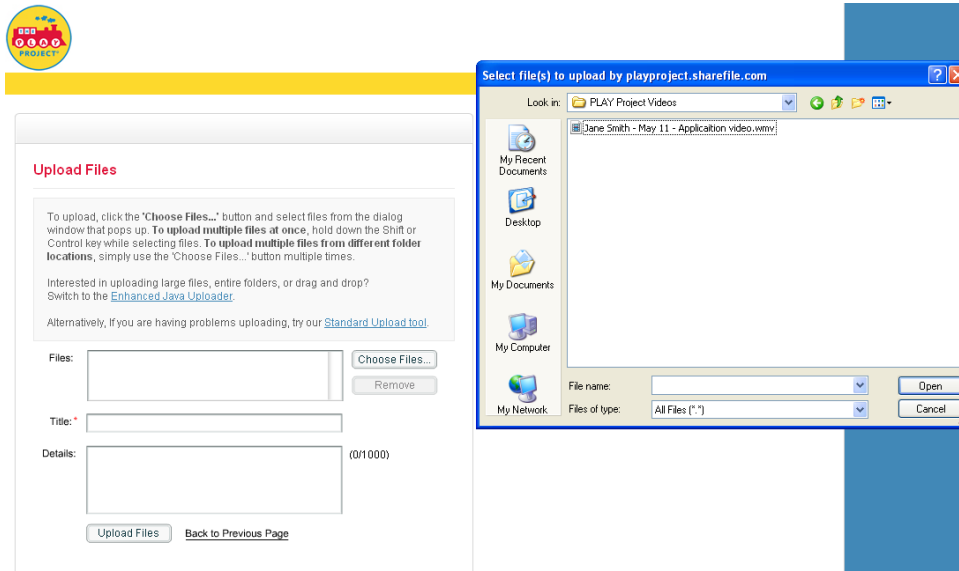 PLAY
PROJECT
Upload Files
To upload, click the "Choose Files..." button and select files from the dialog
window that pops up. To upload multiple files at once, hold down the Shift or
Control key while selecting files. To upload multiple files from different folder
locations, simply use the 'Choose Files...' button multiple times.
Interested in uploading large files, entire folders, or drag and drop?
Switch to the Enhanced Java Uploader.
Alternatively, If you are having problems uploading, try our Standard Upload tool.
Files:
Choose Files...
Remove
Title: *
Details:
(0/1000)
Upload Files
Back to Previous Page
Select file(s) to upload by playproject.sharefile.com
Look in:
PLAY Project Videos
Jane Smith - May 11 - Applicaition video.wmv
My Recent
Documents
Desktop
My Documents
My Computer
My Network
File name:
Open
Files of type:
All Files (*.*)
Cancel